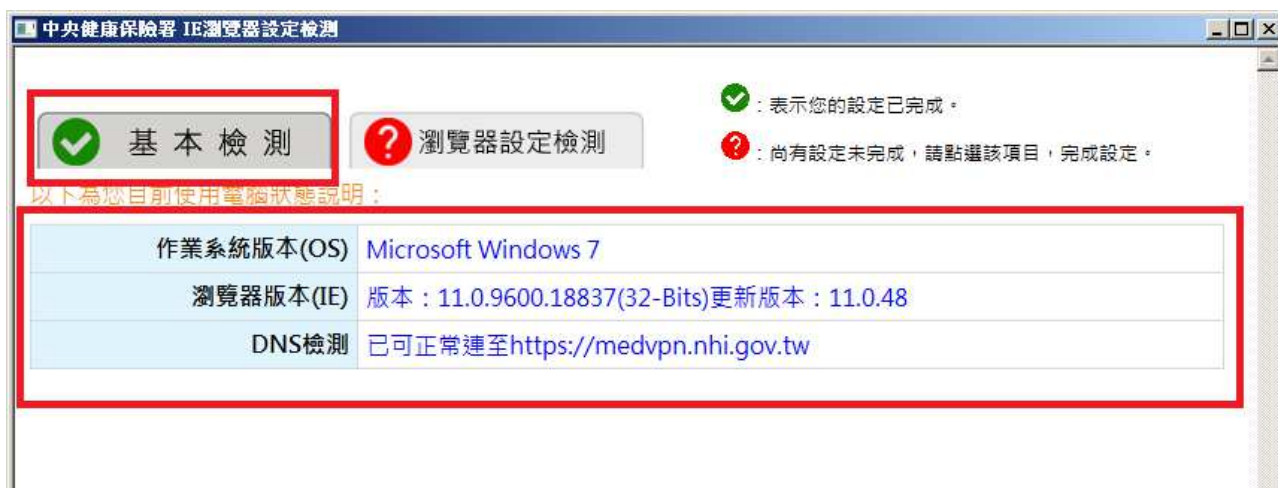 中央健康保險署 IE瀏覽器設定檢測
基本檢測
瀏覽器設定檢測
：表示您的設定已完成。
：尚有設定未完成，請點選該項目，完成設定。
以下為您目前使用電腦狀態說明：
作業系統版本(OS) Microsoft Windows 7
瀏覽器版本(IE) 版本：11.0.9600.18837(32-Bits)更新版本：11.0.48
DNS檢測 已可正常連至https://medvpn.nhi.gov.tw